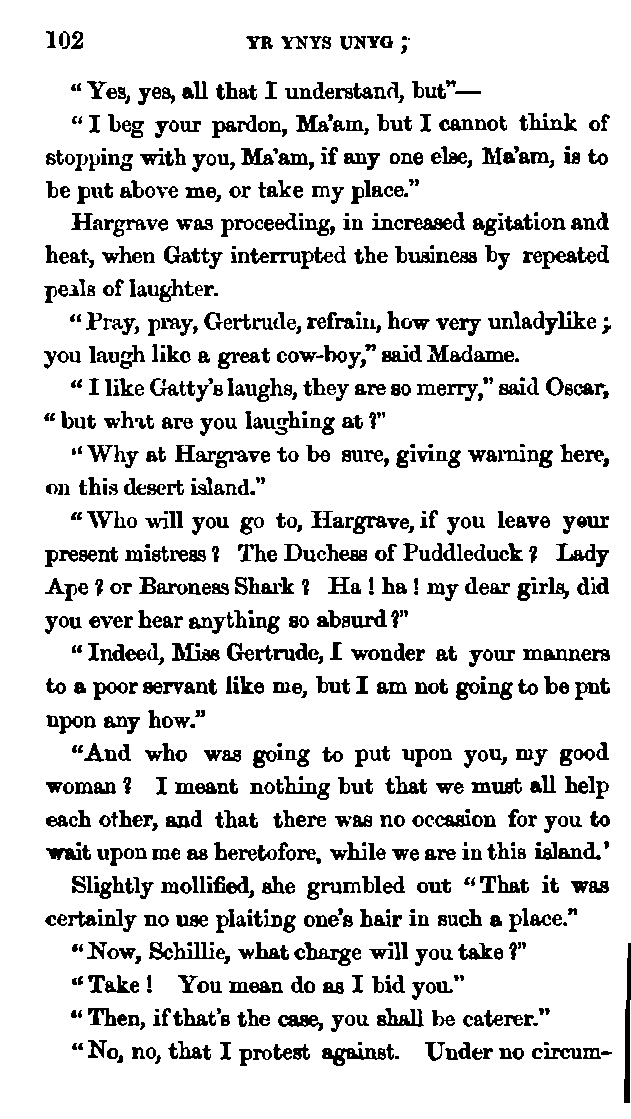 102 YR YNYS UNYG ;
“ Yes, yes, all that I understand, but”—
“ I beg your pardon, Ma’am, but I cannot think of
stopping with you, Ma’am, if any one else, Ma’am, is to
be put above me, or take my place.”
Hargrave was proceeding, in increased agitation and
heat, when Gatty interrupted the business by repeated
peals of laughter.
“ Pray, pray, Gertrude, refrain, how very unladylike ;
you laugh like a great cow-boy,” said Madame.
“ I like Gatty’s laughs, they are so merry,” said Oscar,
“ but what are you laughing at ?”
“ Why at Hargrave to be sure, giving warning here,
on this desert island.”
“ Who will you go to, Hargrave, if you leave your
present mistress ? The Duchess of Puddleduck ? Lady
Ape ? or Baroness Shark ? Ha ! ha ! my dear girls, did
you ever hear anything so absurd ?”
“ Indeed, Miss Gertrude, I wonder at your manners
to a poor servant like me, but I am not going to be put
upon any how.”
“And who was going to put upon you, my good
woman ? I meant nothing but that we must all help
each other, and that there was no occasion for you to
wait upon me as heretofore, while we are in this island.’
Slightly mollified, she grumbled out “ That it was
certainly no use plaiting one’s hair in such a place.”
“ Now, Schillie, what charge will you take ?”
“ Take ! You mean do as I bid you.”
“ Then, if that’s the case, you shall be caterer.”
“ No, no, that I protest against. Under no circum-